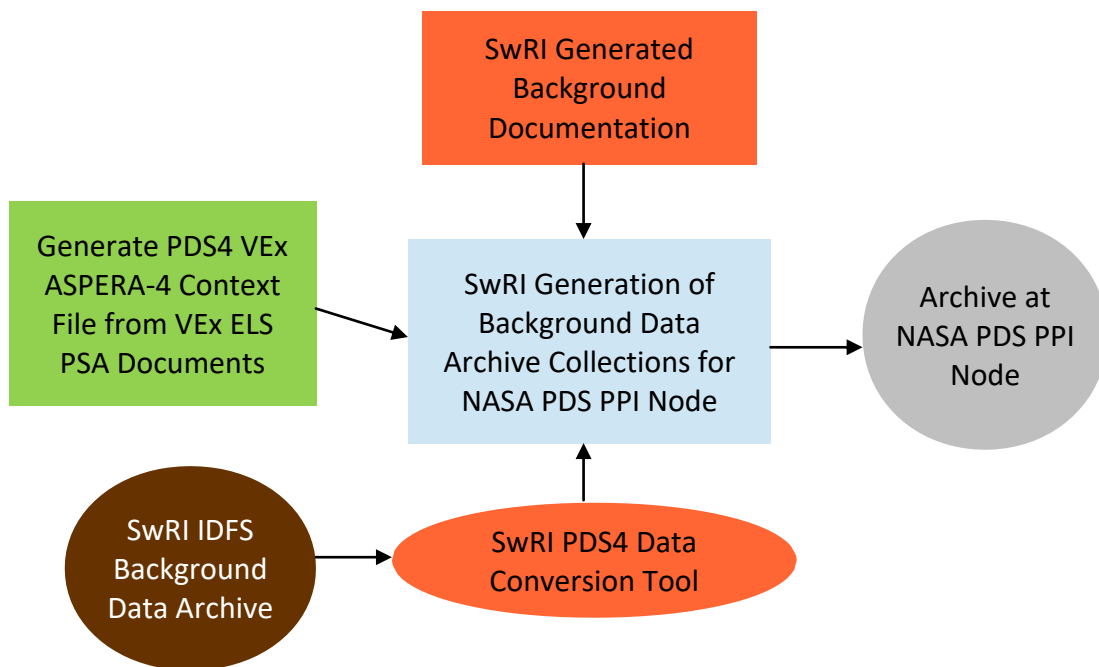 SwRI Generated
Background
Documentation
Generate PDS4 VEx
ASPERA-4 Context
File from VEx ELS
PSA Documents
SwRI Generation of
Background Data
Archive Collections for
NASA PDS PPI Node
Archive at
NASA PDS PPI
Node
SwRI IDFS
Background
Data Archive
SwRI PDS4 Data
Conversion Tool